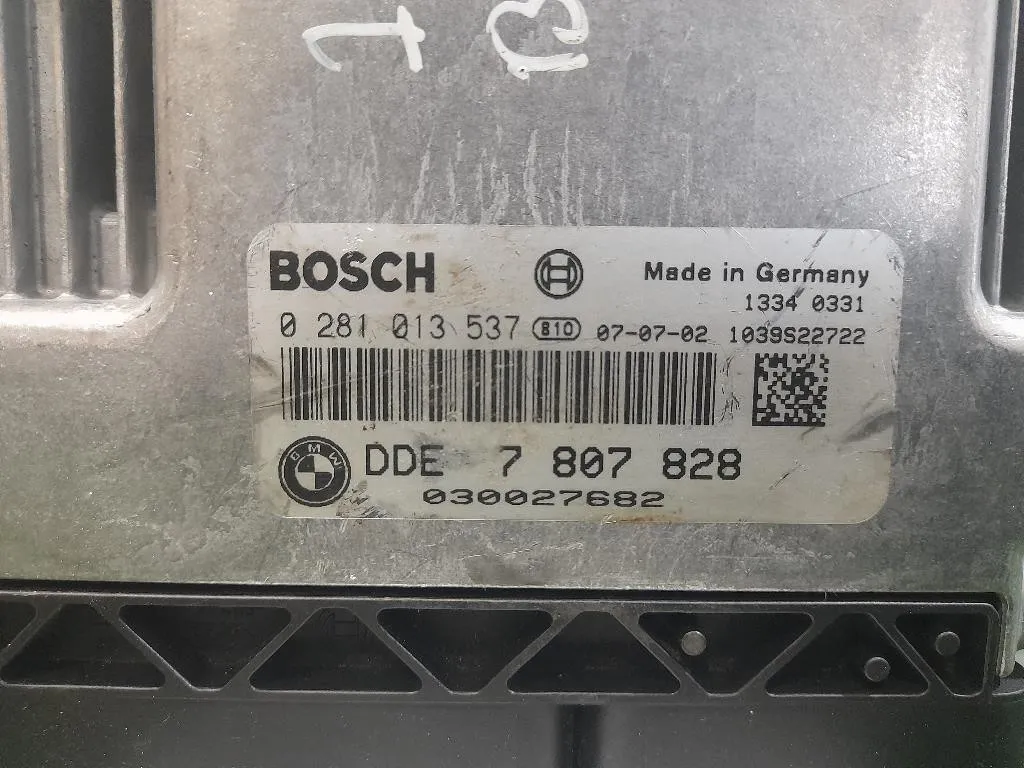 BOSCH
Made in Germany
1334 0331
0 281 013 537 810 07-07-02 1039S22722
BMW
DDE 7 807 828
030027682